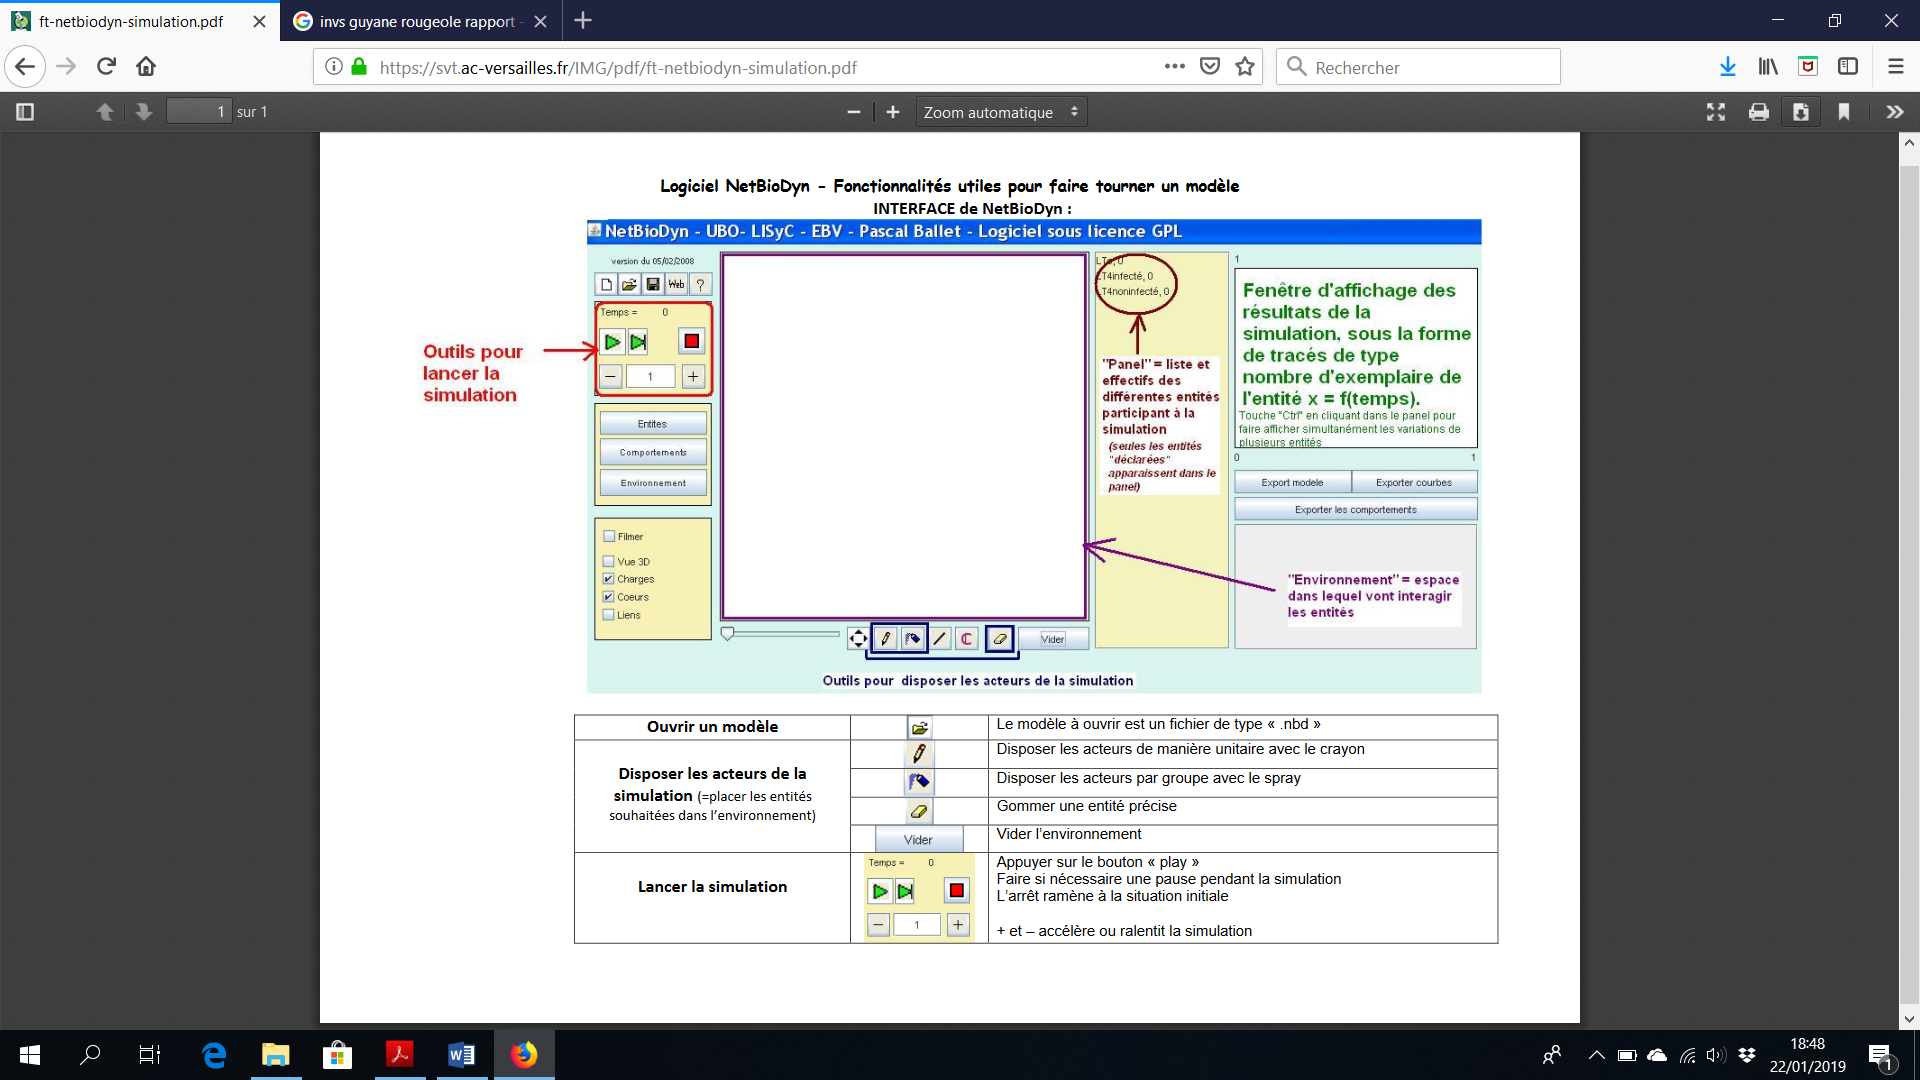 ft-netbiodyn-simulation.pdf
invs guyane rougeole rapport -
https://svt.ac-versailles.fr/IMG/pdf/ft-netbiodyn-simulation.pdf
Rechercher
1 sur 1
Zoom automatique
Logiciel NetBioDyn - Fonctionnalités utiles pour faire tourner un modèle
INTERFACE de NetBioDyn :
NetBioDyn - UBO- LISyC - EBV - Pascal Ballet - Logiciel sous licence GPL
version du 05/02/2008
Web ?
Temps = 0
1
Outils pour
lancer la
simulation
Entites
Comportements
Environnement
Filmer
Vue 3D
Charges
Coeurs
Liens
LT4infecté, 0
LT4noninfecté, 0
"Panel" = liste et
effectifs des
différentes entités
participant à la
simulation
(seules les entités
"déclarées"
apparaissent dans le
panel)
1
Fenêtre d'affichage des
résultats de la
simulation, sous la forme
de tracés de type
nombre d'exemplaire de
l'entité x = f(temps).
Touche "Ctrl" en cliquant dans le panel pour
faire afficher simultanément les variations de
plusieurs entités
0 1
Export modele Exporter courbes
Exporter les comportements
"Environnement" = espace
dans lequel vont interagir
les entités
Vider
Outils pour disposer les acteurs de la simulation
Ouvrir un modèle
Le modèle à ouvrir est un fichier de type « .nbd »
Disposer les acteurs de la
simulation (=placer les entités
souhaitées dans l'environnement)
Disposer les acteurs de manière unitaire avec le crayon
Disposer les acteurs par groupe avec le spray
Gommer une entité précise
Vider
Vider l'environnement
Lancer la simulation
Temps = 0
1
Appuyer sur le bouton « play »
Faire si nécessaire une pause pendant la simulation
L'arrêt ramène à la situation initiale
+ et – accélère ou ralentit la simulation
18:48
22/01/2019
1